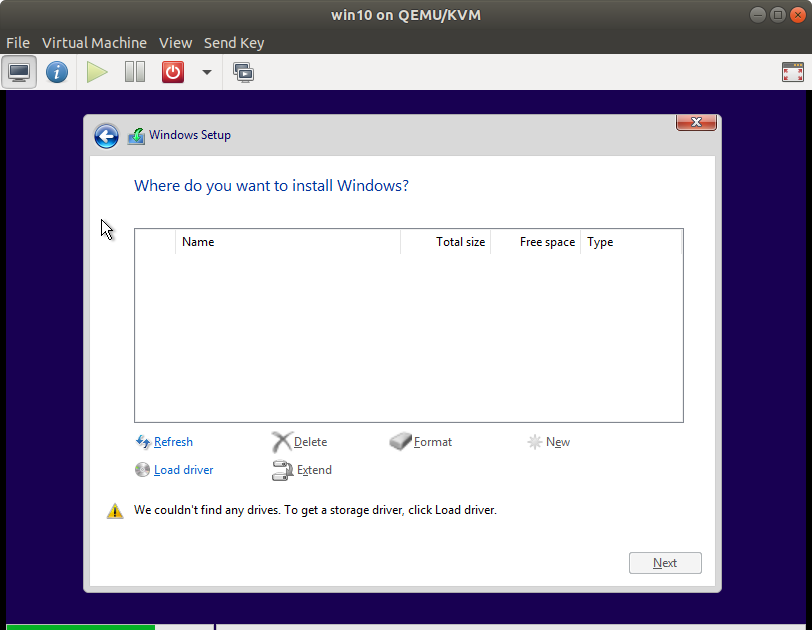 win10 on QEMU/KVM
File Virtual Machine View Send Key
Windows Setup
Where do you want to install Windows?
Name Total size Free space Type
Refresh Delete Format New
Load driver Extend
We couldn't find any drives. To get a storage driver, click Load driver.
Next